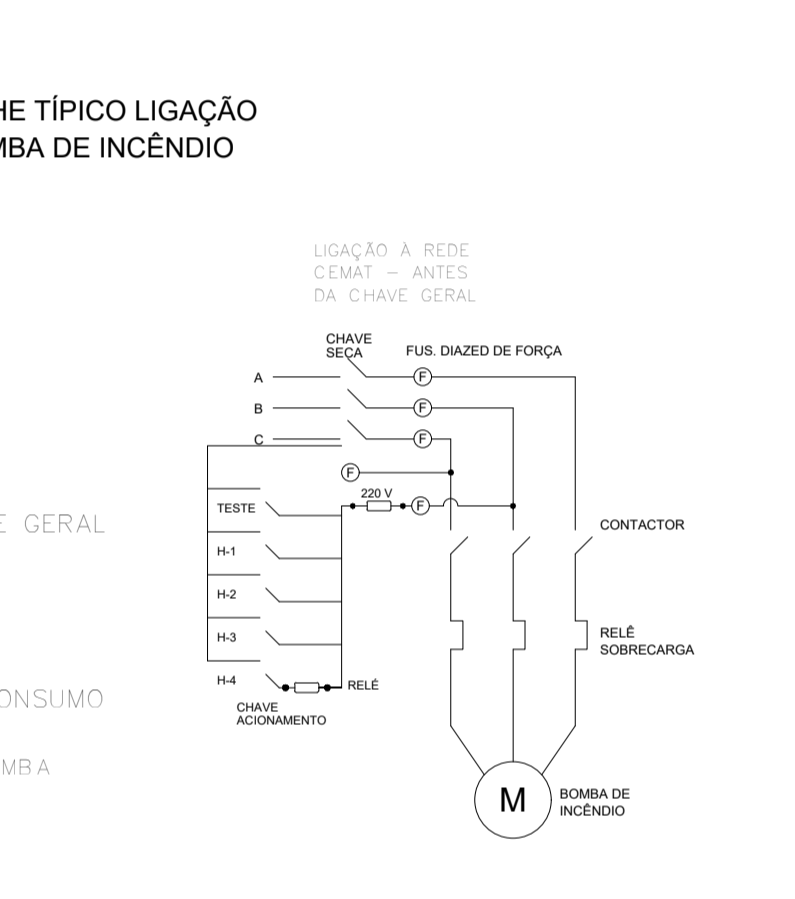 HE TÍPICO LIGAÇÃO
MBA DE INCÊNDIO
LIGAÇÃO À REDE
CEMAT – ANTES
DA CHAVE GERAL
CHAVE
SECA
FUS. DIAZED DE FORÇA
A
F
B
F
C
F
F
220 V
F
TESTE
E GERAL
CONTACTOR
H-1
H-2
H-3
RELÊ
SOBRECARGA
H-4
RELÉ
ONSUMO
CHAVE
ACIONAMENTO
MBA
M
BOMBA DE
INCÊNDIO